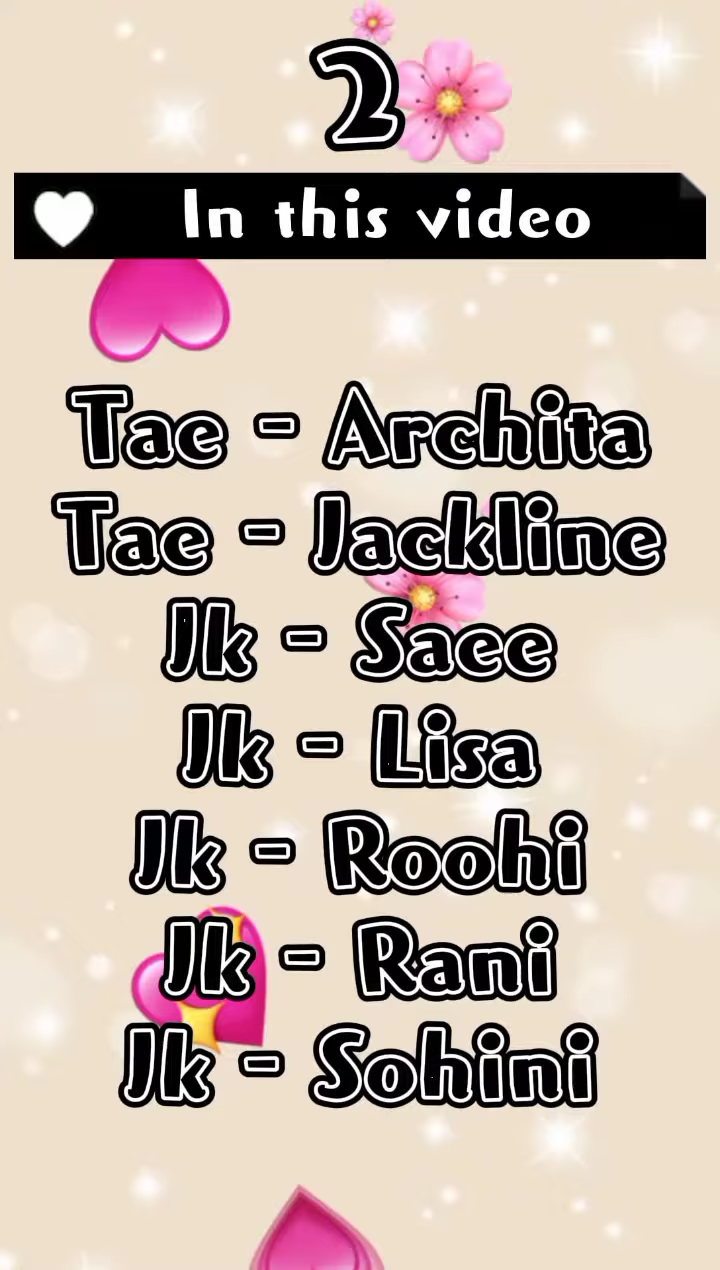 2
In this video
Tae - Archita
Tae - Jackline
Jk - Saee
Jk - Lisa
Jk - Roohi
Jk - Rani
Jk - Sohini